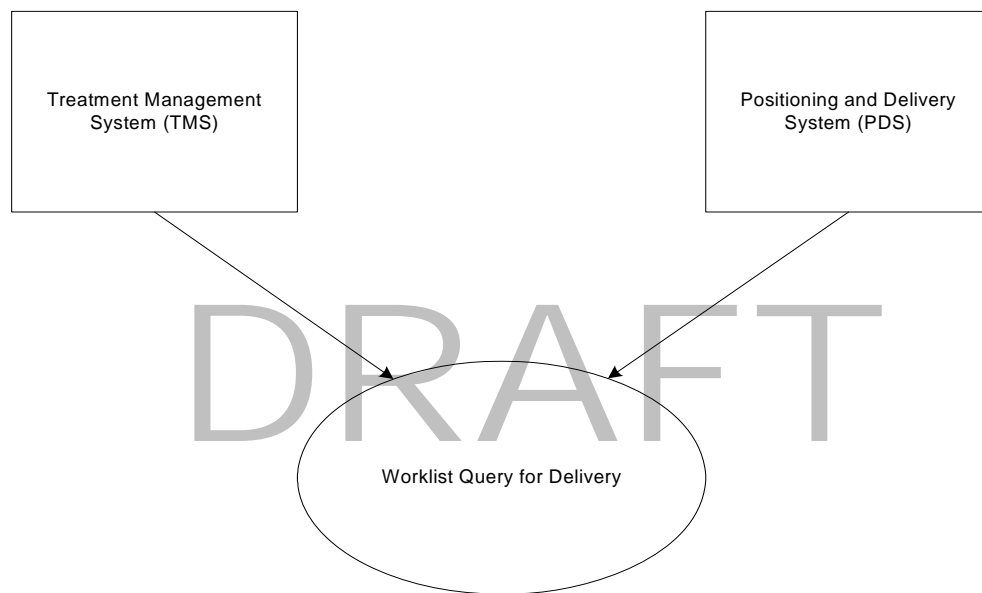 Treatment Management
System (TMS)
Positioning and Delivery
System (PDS)
DRAFT
Worklist Query for Delivery